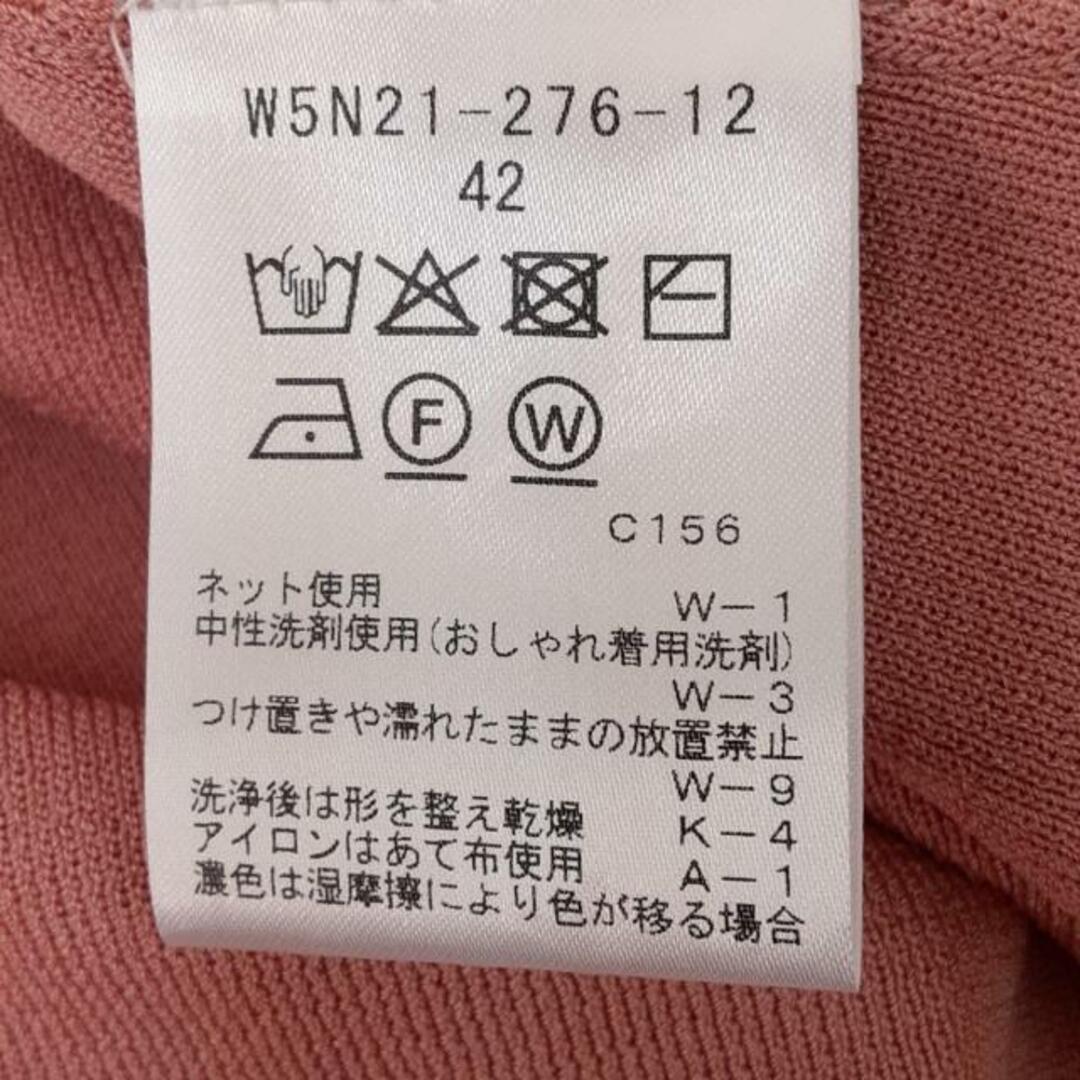 W5N21-276-12
42
F W
C156
ネット使用 W-1
中性洗剤使用(おしゃれ着用洗剤)
W-3
つけ置きや濡れたままの放置禁止
W-9
洗浄後は形を整え乾燥 K-4
アイロンはあて布使用 A-1
濃色は湿摩擦により色が移る場合